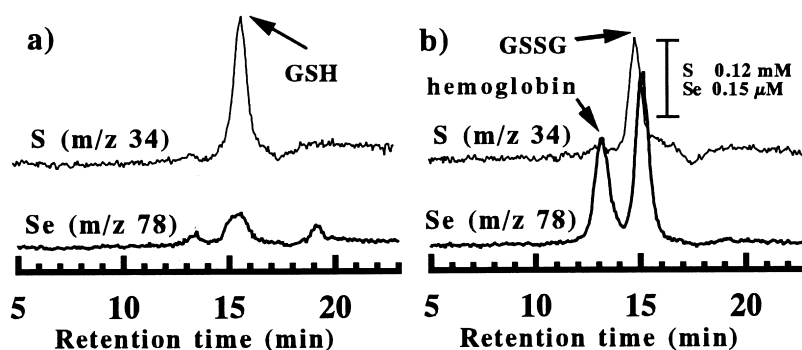 a)
GSH
S (m/z 34)
Se (m/z 78)
5 10 15 20
Retention time (min)
b)
GSSG
hemoglobin
S 0.12 mM
Se 0.15 µM
S (m/z 34)
Se (m/z 78)
5 10 15 20
Retention time (min)